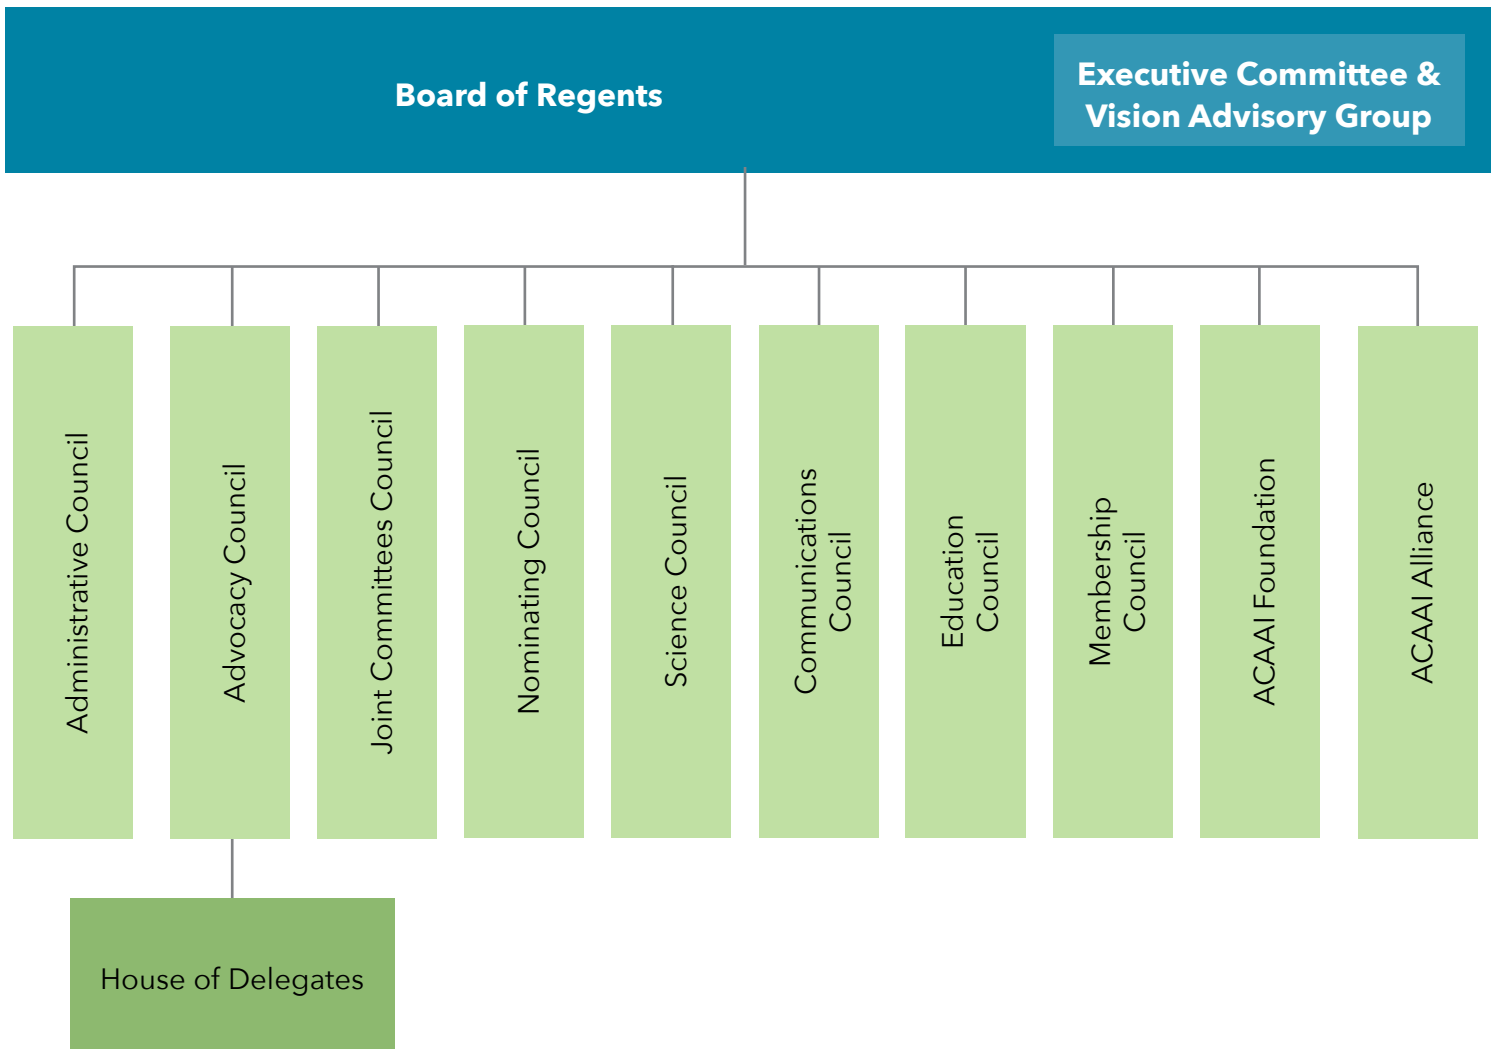 Board of Regents
Executive Committee &
Vision Advisory Group
Administrative Council
Advocacy Council
Joint Committees Council
Nominating Council
Science Council
Communications
Council
Education
Council
Membership
Council
ACAAI Foundation
ACAAI Alliance
House of Delegates